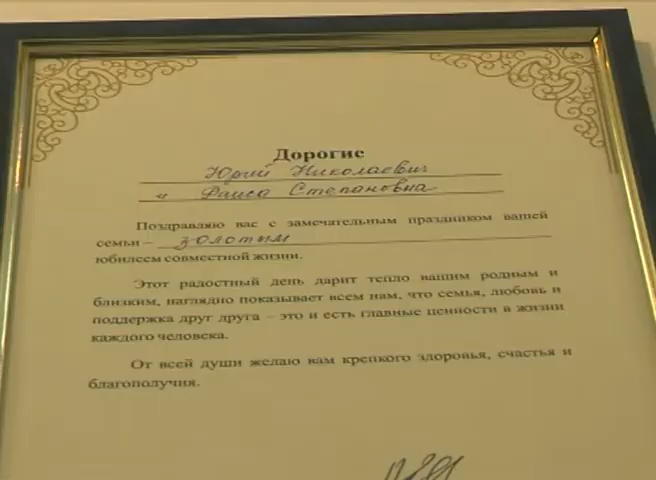 Дорогие
Юрий Николаевич
и Раиса Степановна
Поздравляю вас с замечательным праздником вашей
семьи – золотым
юбилеем совместной жизни.
Этот радостный день дарит тепло вашим родным и
близким, наглядно показывает всем нам, что семья, любовь и
поддержка друг друга – это и есть главные ценности в жизни
каждого человека.
От всей души желаю вам крепкого здоровья, счастья и
благополучия.